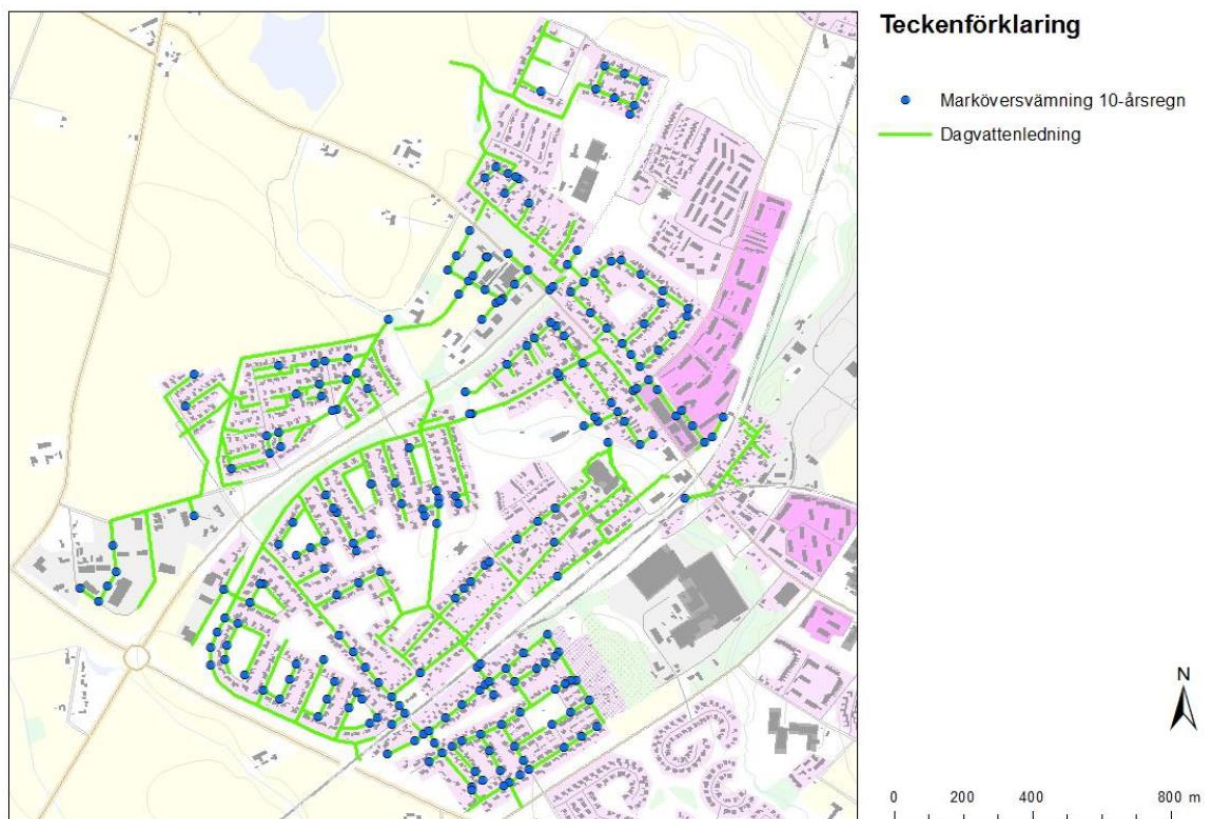 Teckenförklaring
Marköversvämning 10-årsregn
Dagvattenledning
N
0 200 400 800 m